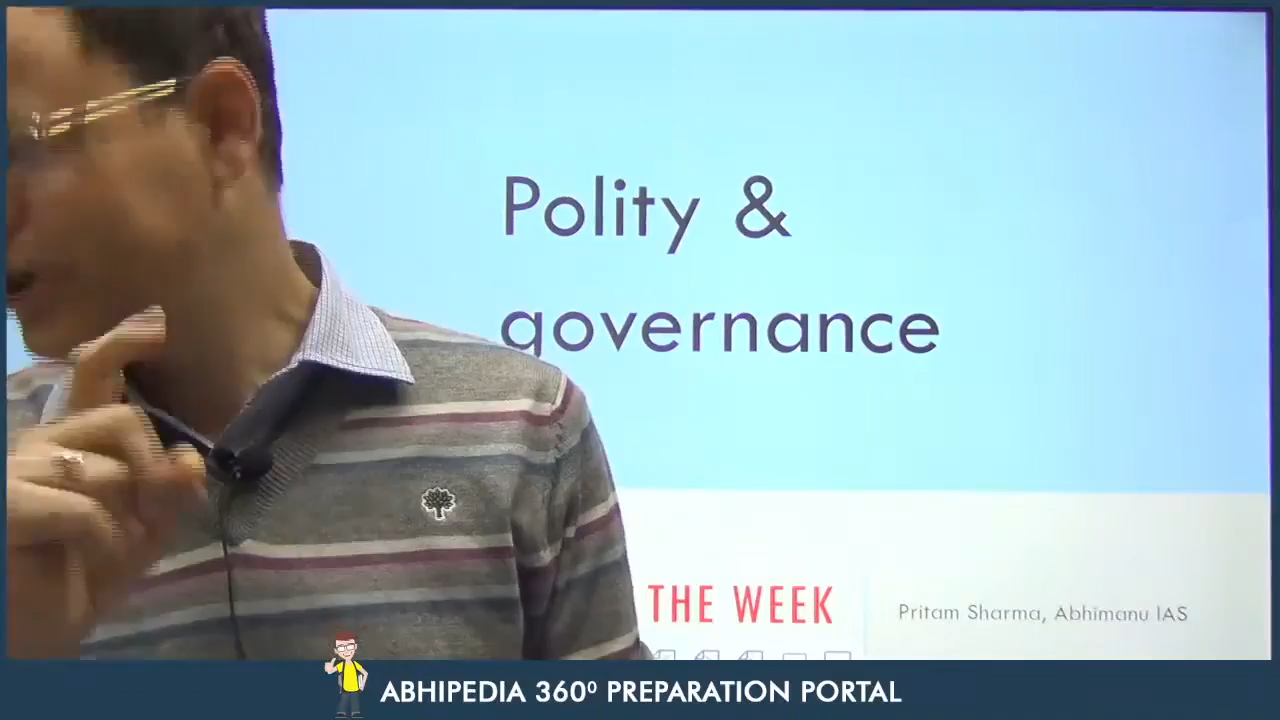 Polity &
governance
THE WEEK
Pritam Sharma, Abhimanu IAS
ABHIPEDIA 360⁰ PREPARATION PORTAL